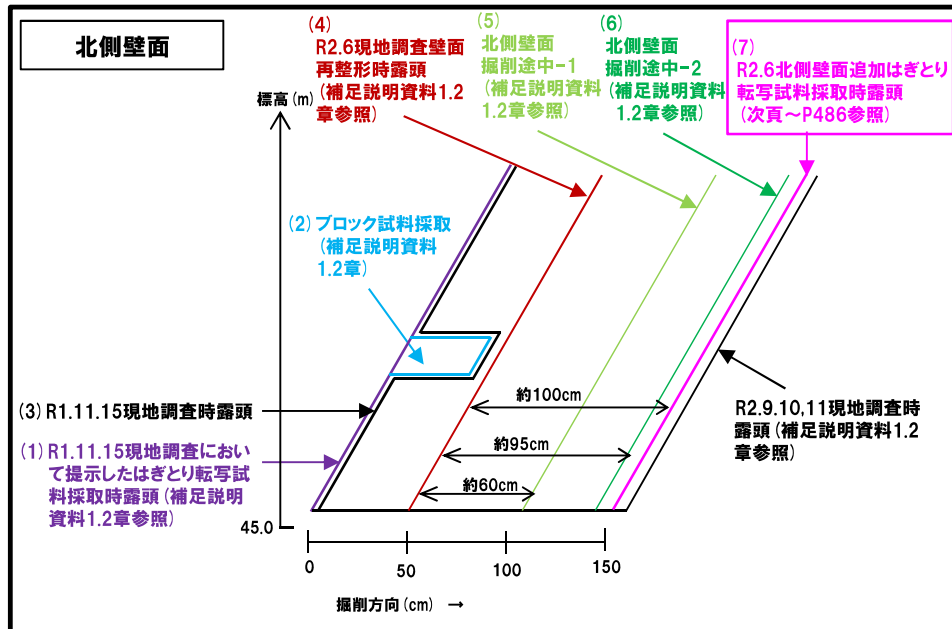 北側壁面
(4)
R2.6現地調査壁面
再整形時露頭
(補足説明資料1.2
章参照)
(5)
北側壁面
掘削途中-1
(補足説明資料
1.2章参照)
(6)
北側壁面
掘削途中-2
(補足説明資料
1.2章参照)
(7)
R2.6北側壁面追加はぎとり
転写試料採取時露頭
(次頁～P486参照)
標高(m)
(2) ブロック試料採取
(補足説明資料
1.2章)
(3) R1.11.15現地調査時露頭
(1) R1.11.15現地調査におい
て提示したはぎとり転写試
料採取時露頭(補足説明
資料1.2章参照)
約100cm
約95cm
約60cm
R2.9.10,11現地調査時
露頭(補足説明資料1.2
章参照)
45.0
0
50
100
150
掘削方向(cm) →